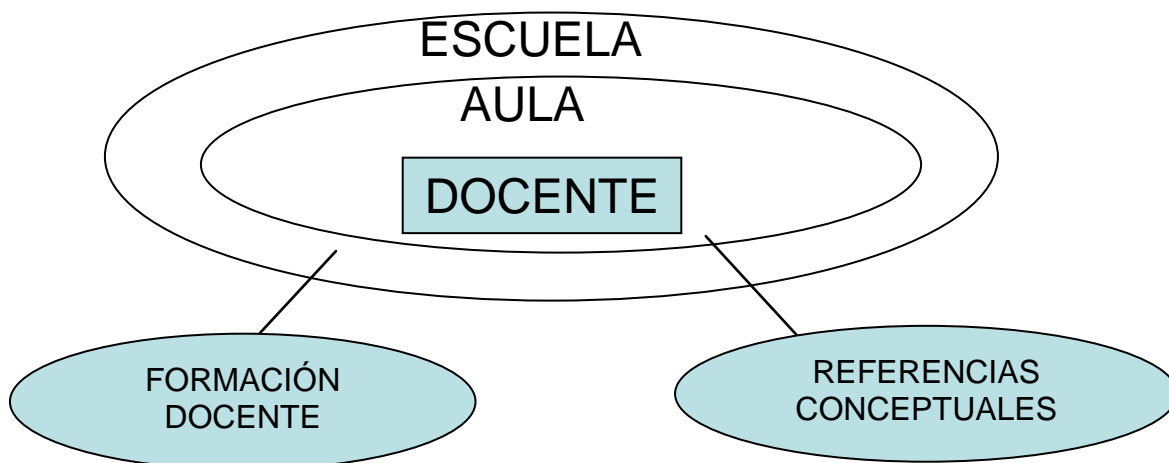 ESCUELA
AULA
DOCENTE
FORMACIÓN
DOCENTE
REFERENCIAS
CONCEPTUALES